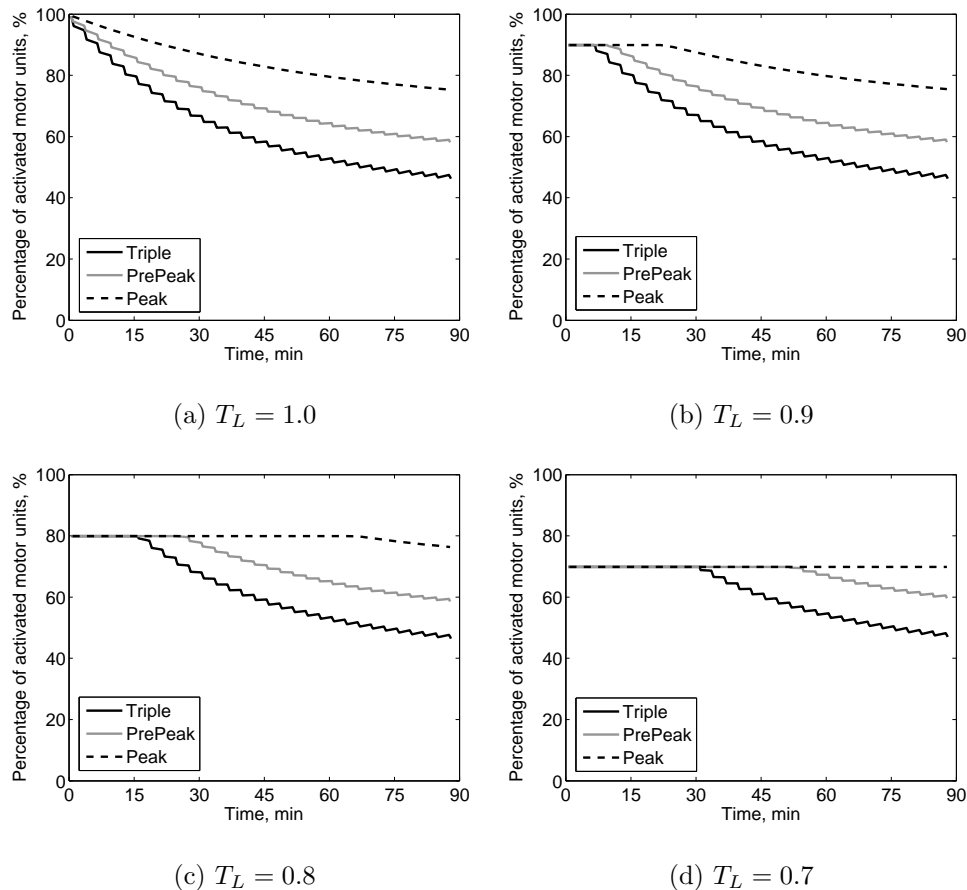 Percentage of activated motor units, %
100
80
60
40
20
0
Triple
PrePeak
Peak
0 15 30 45 60 75 90
Time, min
(a) T_L = 1.0
Percentage of activated motor units, %
100
80
60
40
20
0
Triple
PrePeak
Peak
0 15 30 45 60 75 90
Time, min
(b) T_L = 0.9
Percentage of activated motor units, %
100
80
60
40
20
0
Triple
PrePeak
Peak
0 15 30 45 60 75 90
Time, min
(c) T_L = 0.8
Percentage of activated motor units, %
100
80
60
40
20
0
Triple
PrePeak
Peak
0 15 30 45 60 75 90
Time, min
(d) T_L = 0.7